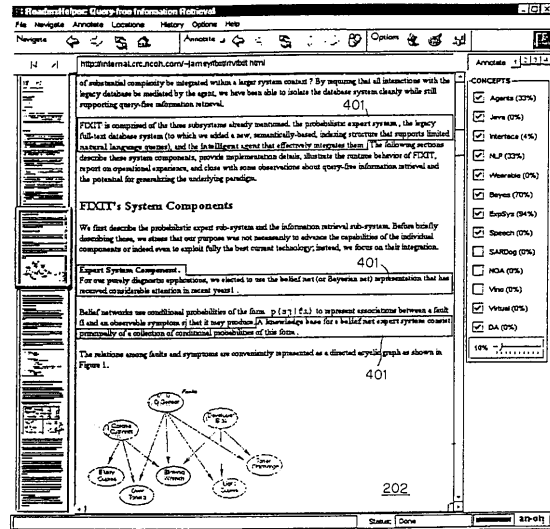 ReadersHelper: Query-free Information Retrieval
File Navigate Annotate Locations History Options Help
Navigate
Annotate
Options
http://internal.crc.ricoh.com/~jamey/fbxt/rvfbxt.html
Annotate 1 2 3 4
of substantial complexity be integrated within a larger system context? By requiring that all interactions with the
legacy database be mediated by the agent, we have been able to isolate the database system cleanly while still
supporting query-free information retrieval.
401
FIXIT is comprised of the three subsystems already mentioned, the probabilistic expert system, the legacy
full-text database system (to which we added a new, semantically-based, indexing structure that supports limited
natural language queries), and the intelligent agent that effectively integrates them. The following sections
describe these system components, provide implementation details, illustrate the runtime behavior of FIXIT,
report on operational experience, and close with some observations about query-free information retrieval and
the potential for generalizing the underlying paradigm.
FIXIT's System Components
We first describe the probabilistic expert sub-system and the information retrieval sub-system. Before briefly
describing these, we stress that our purpose was not necessarily to advance the capabilities of the individual
components or indeed even to exploit fully the best current technology; instead, we focus on their integration.
401
Expert System Component.
For our purely diagnostic applications, we elected to use the belief net (or Bayesian net) representation that has
received considerable attention in recent years1.
Belief networks use conditional probabilities of the form p(sj|fi) to represent associations between a fault
fi and an observable symptom sj that it may produce. A knowledge base for a belief net expert system consist
principally of a collection of conditional probabilities of this form.
401
The relations among faults and symptoms are conveniently represented as a directed acyclic graph as shown in
Figure 1.
Faults
202
CONCEPTS
Agents (33%)
Java (0%)
Interface (4%)
NLP (33%)
Wearable (0%)
Bayes (70%)
ExpSys (94%)
Speech (0%)
SARDog (0%)
NOA (0%)
Vino (0%)
Virtual (0%)
DA (0%)
10%
Status: Done